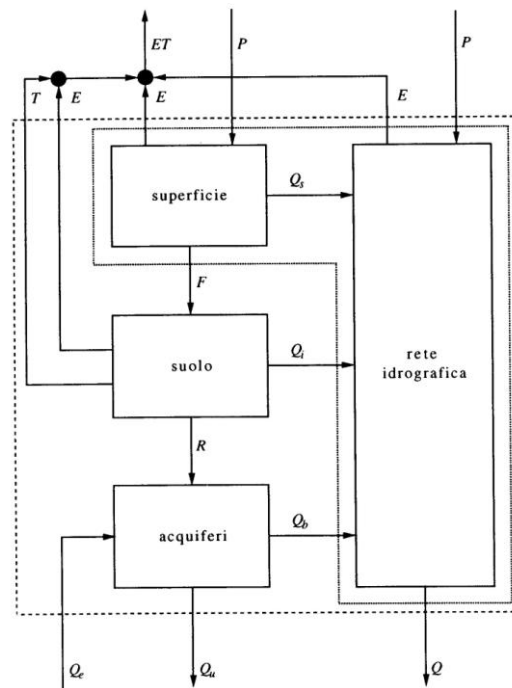 ET
P
P
T
E
E
E
superficie
Q_s
F
suolo
Q_i
rete
idrografica
R
acquiferi
Q_b
Q_e
Q_u
Q